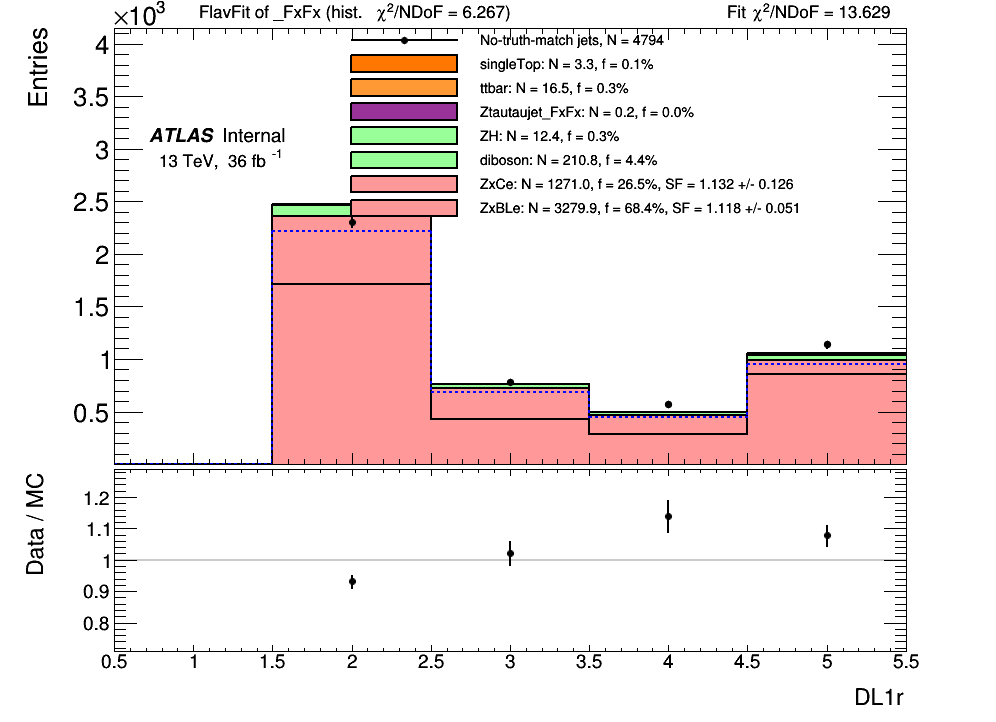 FlavFit of _FxFx (hist. χ²/NDoF = 6.267) Fit χ²/NDoF = 13.629
×10³
Entries
4
3.5
3
2.5
2
1.5
1
0.5
ATLAS Internal
13 TeV, 36 fb⁻¹
No-truth-match jets, N = 4794
singleTop: N = 3.3, f = 0.1%
ttbar: N = 16.5, f = 0.3%
Ztautaujet_FxFx: N = 0.2, f = 0.0%
ZH: N = 12.4, f = 0.3%
diboson: N = 210.8, f = 4.4%
ZxCe: N = 1271.0, f = 26.5%, SF = 1.132 +/- 0.126
ZxBLe: N = 3279.9, f = 68.4%, SF = 1.118 +/- 0.051
Data / MC
1.2
1.1
1
0.9
0.8
0.5 1 1.5 2 2.5 3 3.5 4 4.5 5 5.5
DL1r